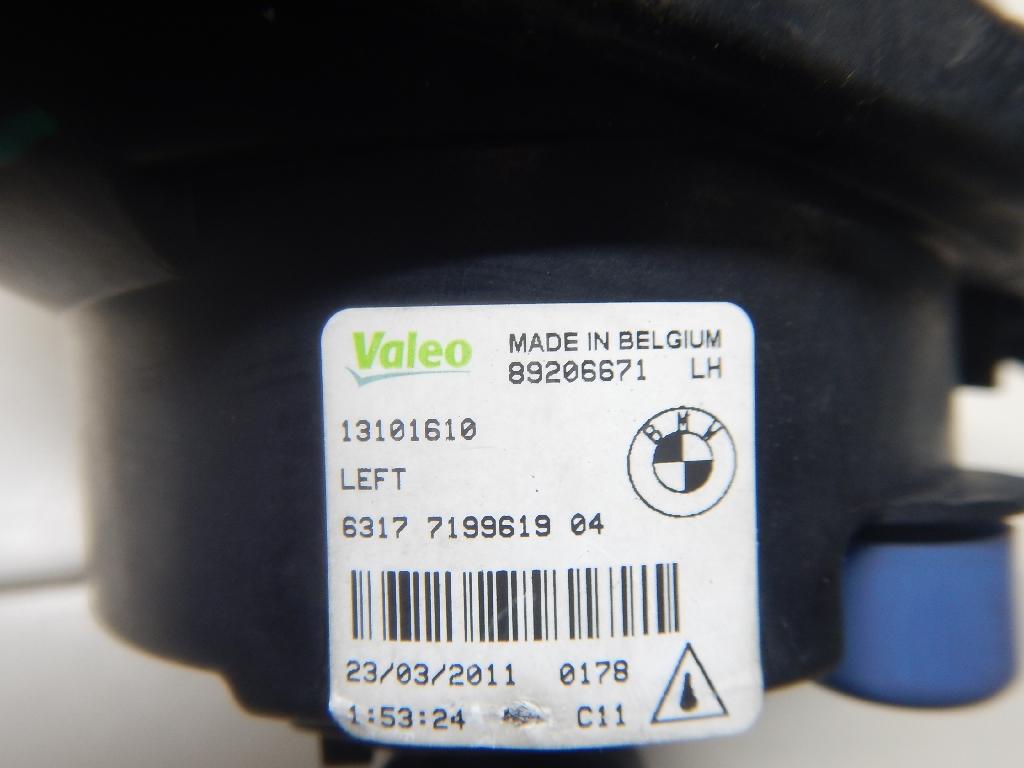 Valeo MADE IN BELGIUM
89206671 LH
13101610
BMW
LEFT
6317 7199619 04
23/03/2011 0178
1:53:24 C11